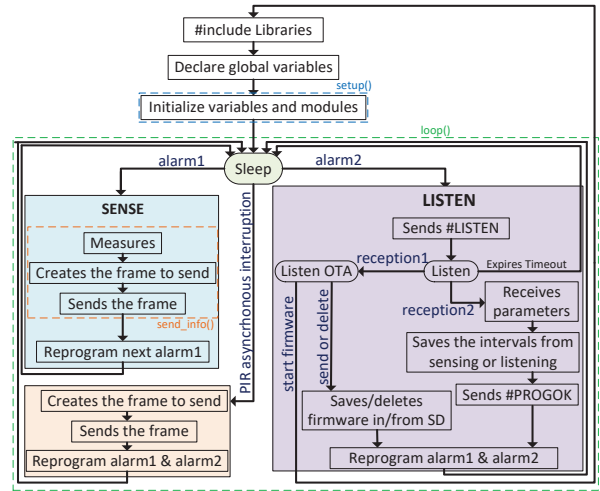 #include Libraries
Declare global variables
setup()
Initialize variables and modules
loop()
alarm1
Sleep
alarm2
SENSE
Measures
Creates the frame to send
Sends the frame
send_info()
Reprogram next alarm1
PIR asynchonous interruption
Creates the frame to send
Sends the frame
Reprogram alarm1 & alarm2
LISTEN
Sends #LISTEN
reception1
Listen OTA
Listen
Expires Timeout
reception2
Receives
parameters
start firmware
send or delete
Saves the intervals from
sensing or listening
Saves/deletes
firmware in/from SD
Sends #PROGOK
Reprogram alarm1 & alarm2